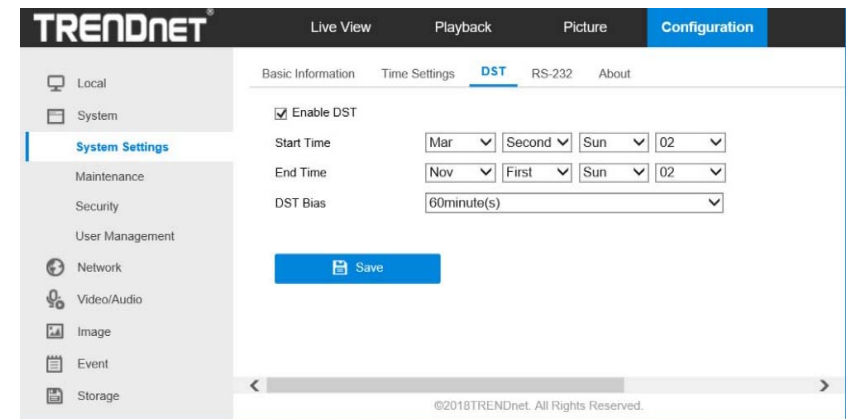 TRENDnet®
Live View Playback Picture Configuration
Local
System
System Settings
Maintenance
Security
User Management
Network
Video/Audio
Image
Event
Storage
Basic Information Time Settings DST RS-232 About
Enable DST
Start Time Mar Second Sun 02
End Time Nov First Sun 02
DST Bias 60minute(s)
Save
©2018TRENDnet. All Rights Reserved.